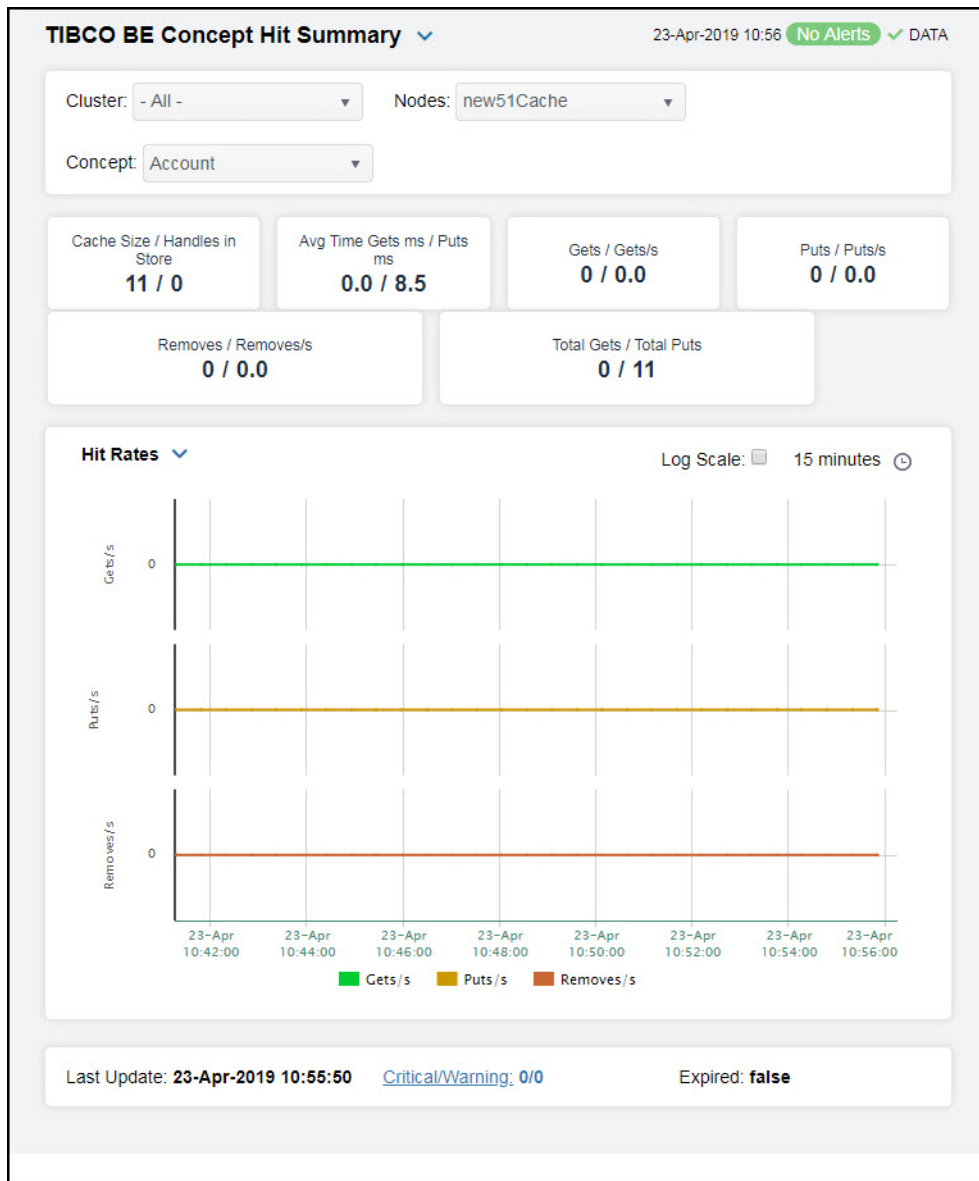 TIBCO BE Concept Hit Summary
23-Apr-2019 10:56 No Alerts DATA
Cluster: - All - Nodes: new51Cache
Concept: Account
Cache Size / Handles in
Store
11 / 0
Avg Time Gets ms / Puts
ms
0.0 / 8.5
Gets / Gets/s
0 / 0.0
Puts / Puts/s
0 / 0.0
Removes / Removes/s
0 / 0.0
Total Gets / Total Puts
0 / 11
Hit Rates
Log Scale: 15 minutes
Gets/s
0
Puts/s
0
Removes/s
0
23-Apr 23-Apr 23-Apr 23-Apr 23-Apr 23-Apr 23-Apr 23-Apr
10:42:00 10:44:00 10:46:00 10:48:00 10:50:00 10:52:00 10:54:00 10:56:00
Gets/s Puts/s Removes/s
Last Update: 23-Apr-2019 10:55:50 Critical/Warning: 0/0 Expired: false